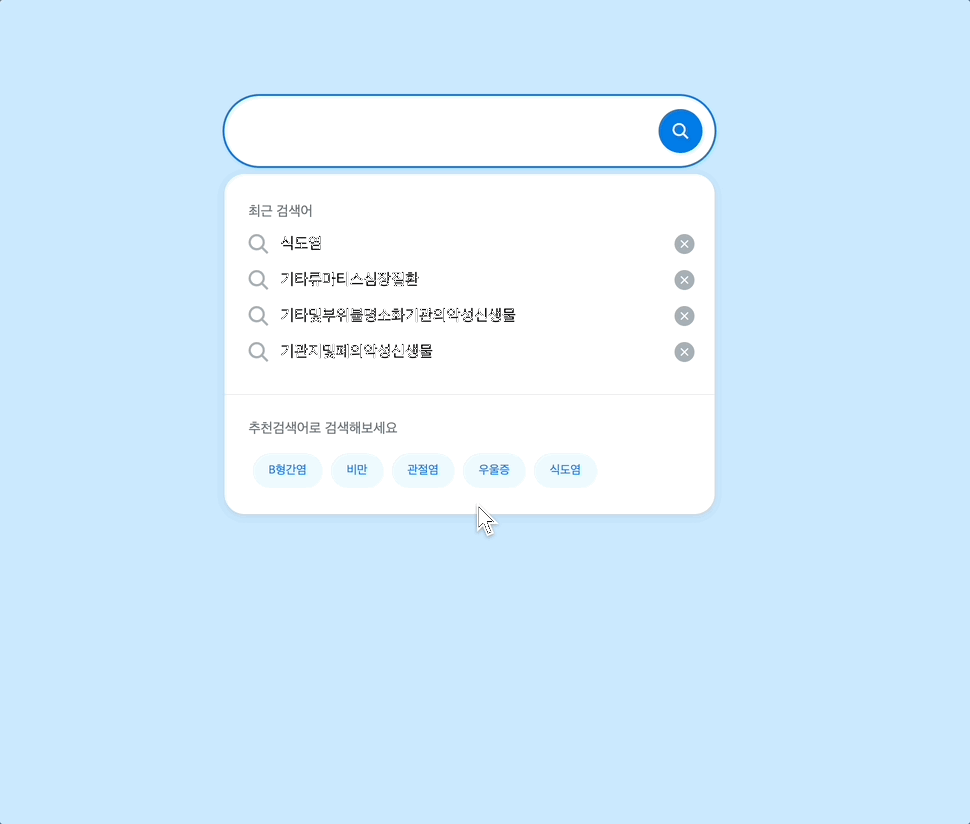 최근 검색어
식도염
기타류마티스심장질환
기타및부위불명소화기관의악성신생물
기관지및폐의악성신생물
추천검색어로 검색해보세요
B형간염 비만 관절염 우울증 식도염